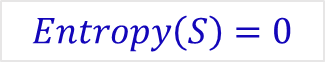 Entropy(S) = 0